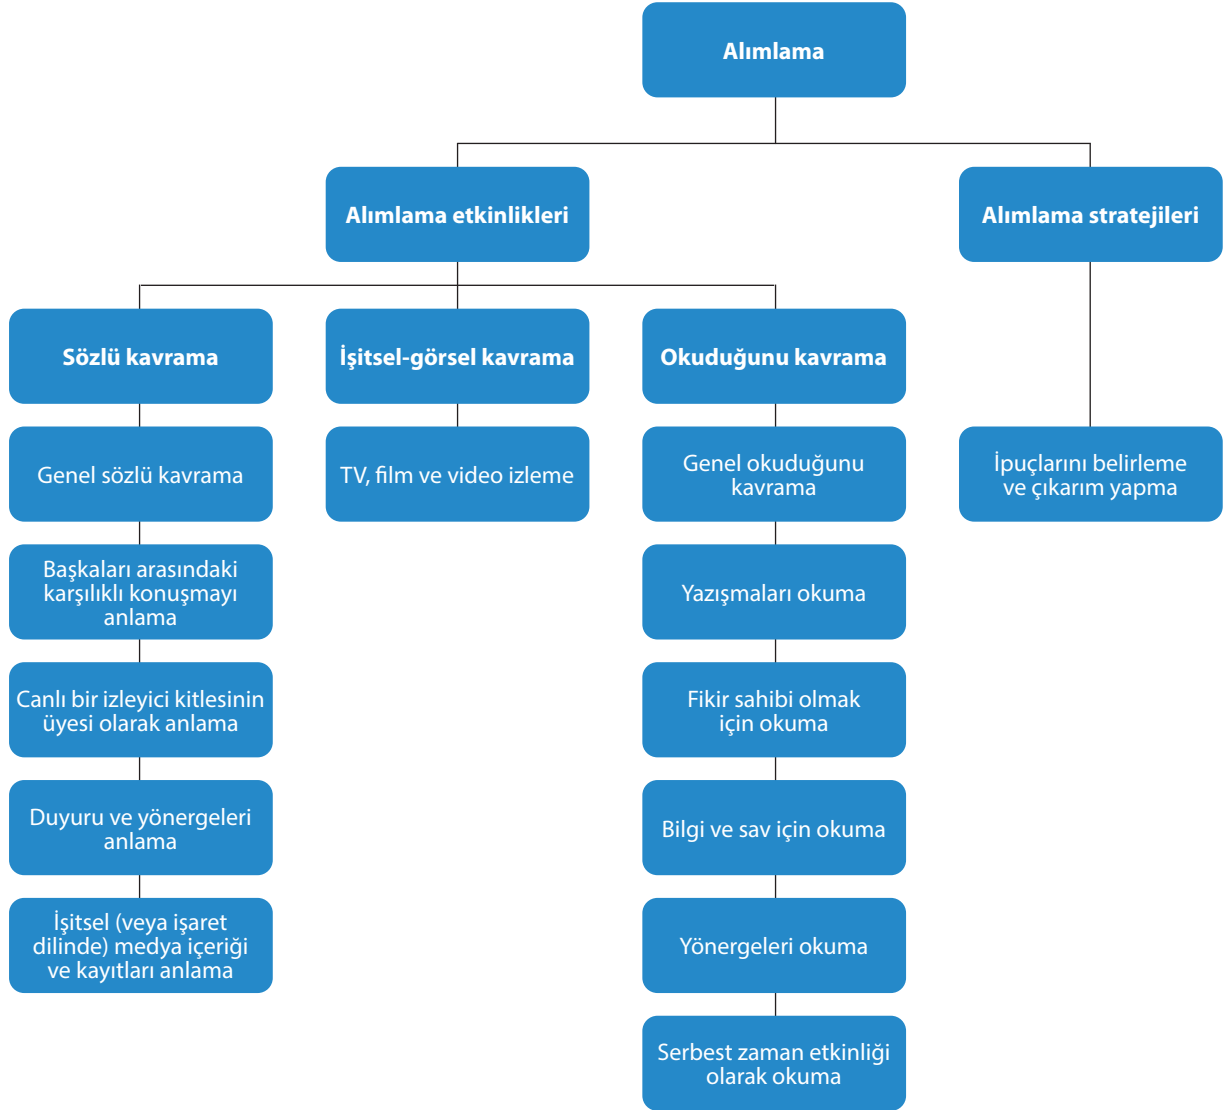 Alımlama
Alımlama etkinlikleri
Alımlama stratejileri
Sözlü kavrama
İşitsel-görsel kavrama
Okuduğunu kavrama
Genel sözlü kavrama
TV, film ve video izleme
Genel okuduğunu
kavrama
İpuçlarını belirleme
ve çıkarım yapma
Başkaları arasındaki
karşılıklı konuşmayı
anlama
Yazışmaları okuma
Canlı bir izleyici kitlesinin
üyesi olarak anlama
Fikir sahibi olmak
için okuma
Duyuru ve yönergeleri
anlama
Bilgi ve sav için okuma
İşitsel (veya işaret
dilinde) medya içeriği
ve kayıtları anlama
Yönergeleri okuma
Serbest zaman etkinliği
olarak okuma